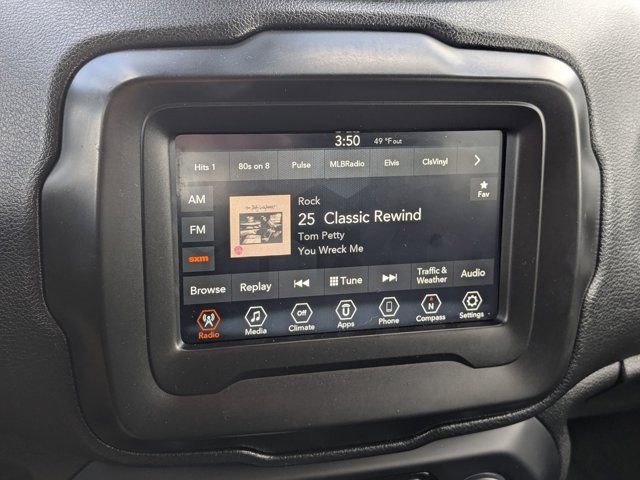 3:50 49 °F out
Hits 1 80s on 8 Pulse MLBRadio Elvis ClsVinyl
AM
FM
sxm
Rock
25 Classic Rewind
Tom Petty
You Wreck Me
Fav
Browse Replay Tune Traffic & Weather Audio
Off N
Radio Media Climate Apps Phone Compass Settings